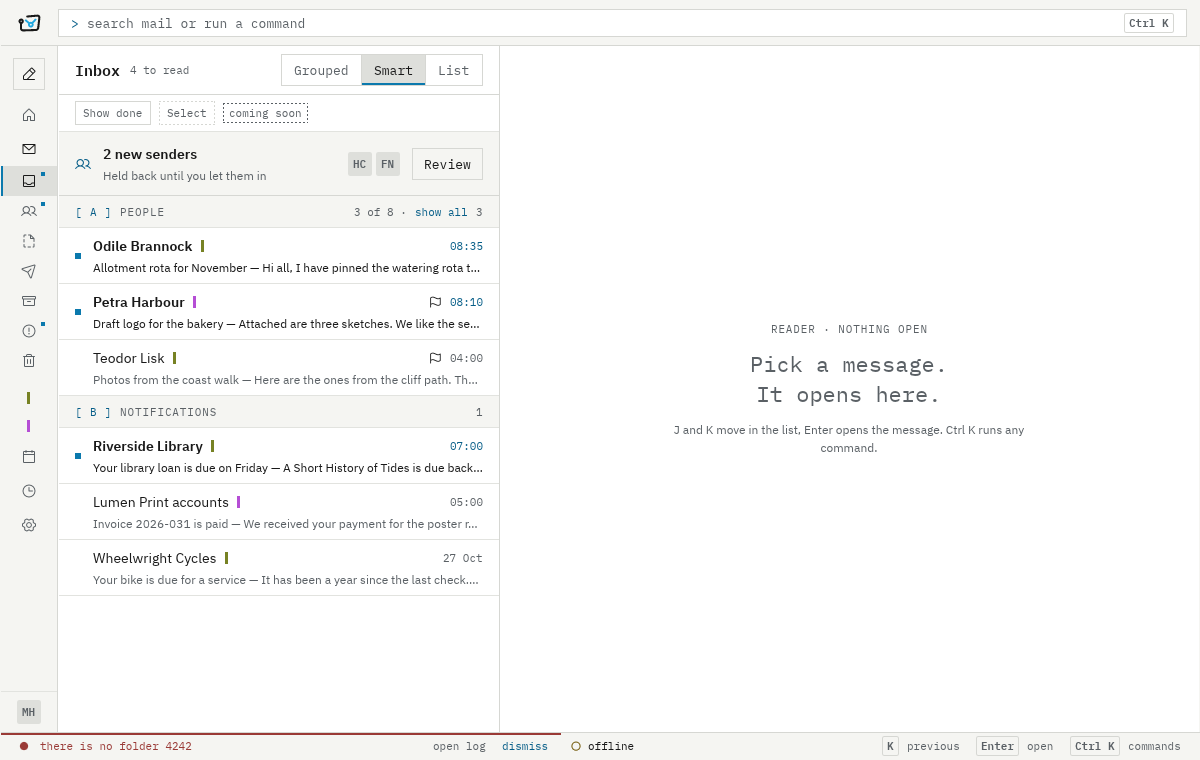 > search mail or run a command Ctrl K
Inbox 4 to read Grouped Smart List
Show done Select coming soon
2 new senders
Held back until you let them in
HC FN Review
[ A ] PEOPLE 3 of 8 · show all 3
Odile Brannock 08:35
Allotment rota for November — Hi all, I have pinned the watering rota t...
Petra Harbour 08:10
Draft logo for the bakery — Attached are three sketches. We like the se...
Teodor Lisk 04:00
Photos from the coast walk — Here are the ones from the cliff path. Th...
[ B ] NOTIFICATIONS 1
Riverside Library 07:00
Your library loan is due on Friday — A Short History of Tides is due back...
Lumen Print accounts 05:00
Invoice 2026-031 is paid — We received your payment for the poster r...
Wheelwright Cycles 27 Oct
Your bike is due for a service — It has been a year since the last check....
READER · NOTHING OPEN
Pick a message.
It opens here.
J and K move in the list, Enter opens the message. Ctrl K runs any
command.
MH
there is no folder 4242 open log dismiss offline K previous Enter open Ctrl K commands